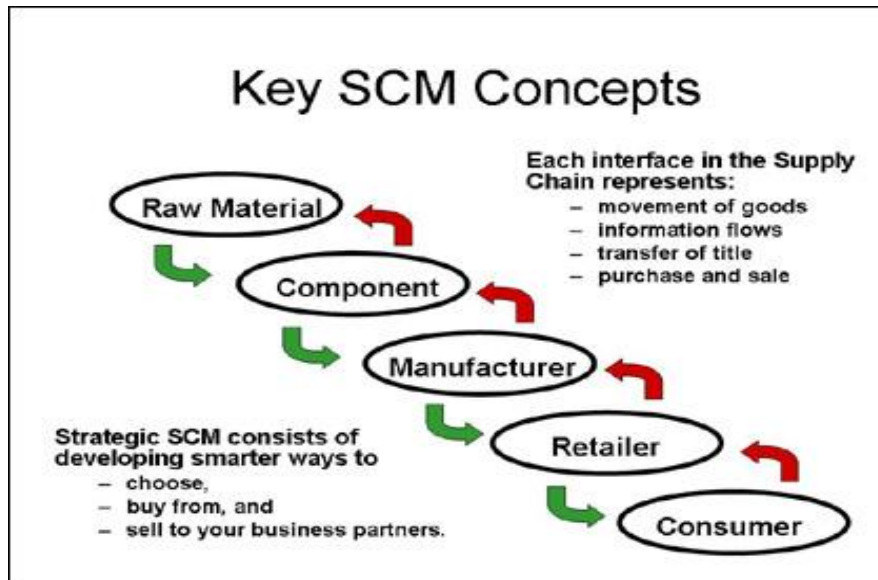 Key SCM Concepts
Each interface in the Supply
Chain represents:
– movement of goods
– information flows
– transfer of title
– purchase and sale
Raw Material
Component
Manufacturer
Retailer
Consumer
Strategic SCM consists of
developing smarter ways to
– choose,
– buy from, and
– sell to your business partners.